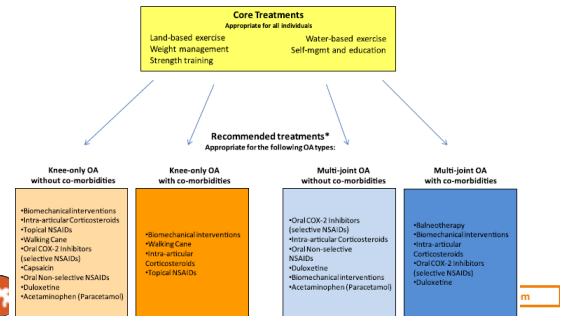 Core Treatments
Appropriate for all individuals
Land-based exercise
Weight management
Strength training
Water-based exercise
Self-mgmt and education
Recommended treatments*
Appropriate for the following OA types:
Knee-only OA
without co-morbidities
•Biomechanical interventions
•Intra-articular Corticosteroids
•Topical NSAIDs
•Walking Cane
•Oral COX-2 Inhibitors
(selective NSAIDs)
•Capsaicin
•Oral Non-selective NSAIDs
•Duloxetine
•Acetaminophen (Paracetamol)
Knee-only OA
with co-morbidities
•Biomechanical interventions
•Walking Cane
•Intra-articular
Corticosteroids
•Topical NSAIDs
Multi-joint OA
without co-morbidities
•Oral COX-2 Inhibitors
(selective NSAIDs)
•Intra-articular Corticosteroids
•Oral Non-selective
NSAIDs
•Duloxetine
•Biomechanical interventions
•Acetaminophen (Paracetamol)
Multi-joint OA
with co-morbidities
•Balneotherapy
•Biomechanical interventions
•Intra-articular
Corticosteroids
•Oral COX-2 Inhibitors
(selective NSAIDs)
•Duloxetine
m